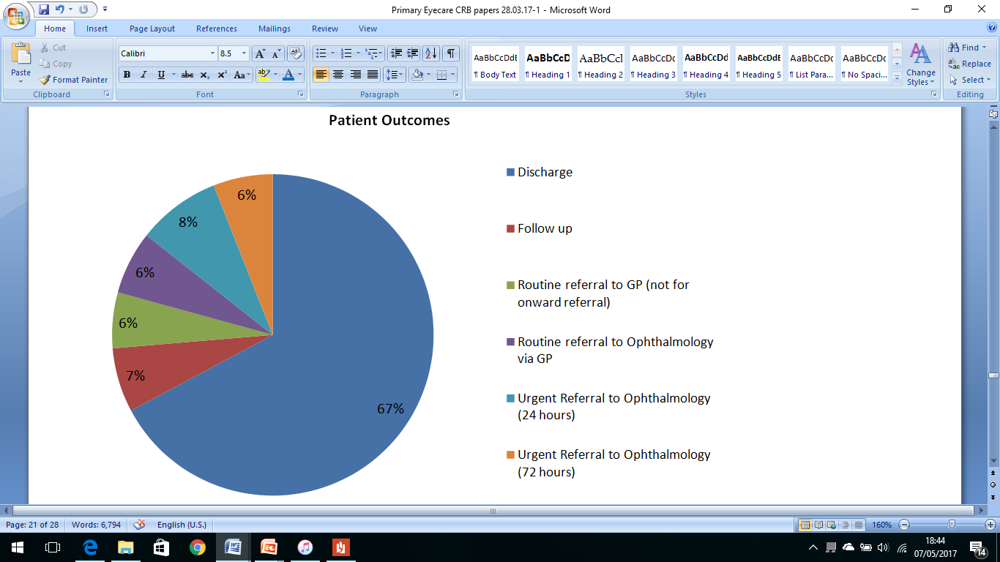 Primary Eyecare CRB papers 28.03.17-1 - Microsoft Word
Home Insert Page Layout References Mailings Review View
Paste
Cut
Copy
Format Painter
Clipboard
Calibri 8.5
B I U abc X₂ X² Aa
Font
Paragraph
AaBbCcDdE AaBbCcD AaBbCcl AaBbCcDc AaBbCcDd AaBbCcDdE AaBbCcDc AaBbCcDc
¶ Body Text ¶ Heading 1 ¶ Heading 2 ¶ Heading 3 ¶ Heading 4 ¶ Heading 5 ¶ List Para... ¶ No Spaci...
Change
Styles
Styles
Find
Replace
Select
Editing
Patient Outcomes
6%
8%
6%
6%
7%
67%
Discharge
Follow up
Routine referral to GP (not for
onward referral)
Routine referral to Ophthalmology
via GP
Urgent Referral to Ophthalmology
(24 hours)
Urgent Referral to Ophthalmology
(72 hours)
Page: 21 of 28 Words: 6,794 English (U.S.) 160%
18:44
07/05/2017
14